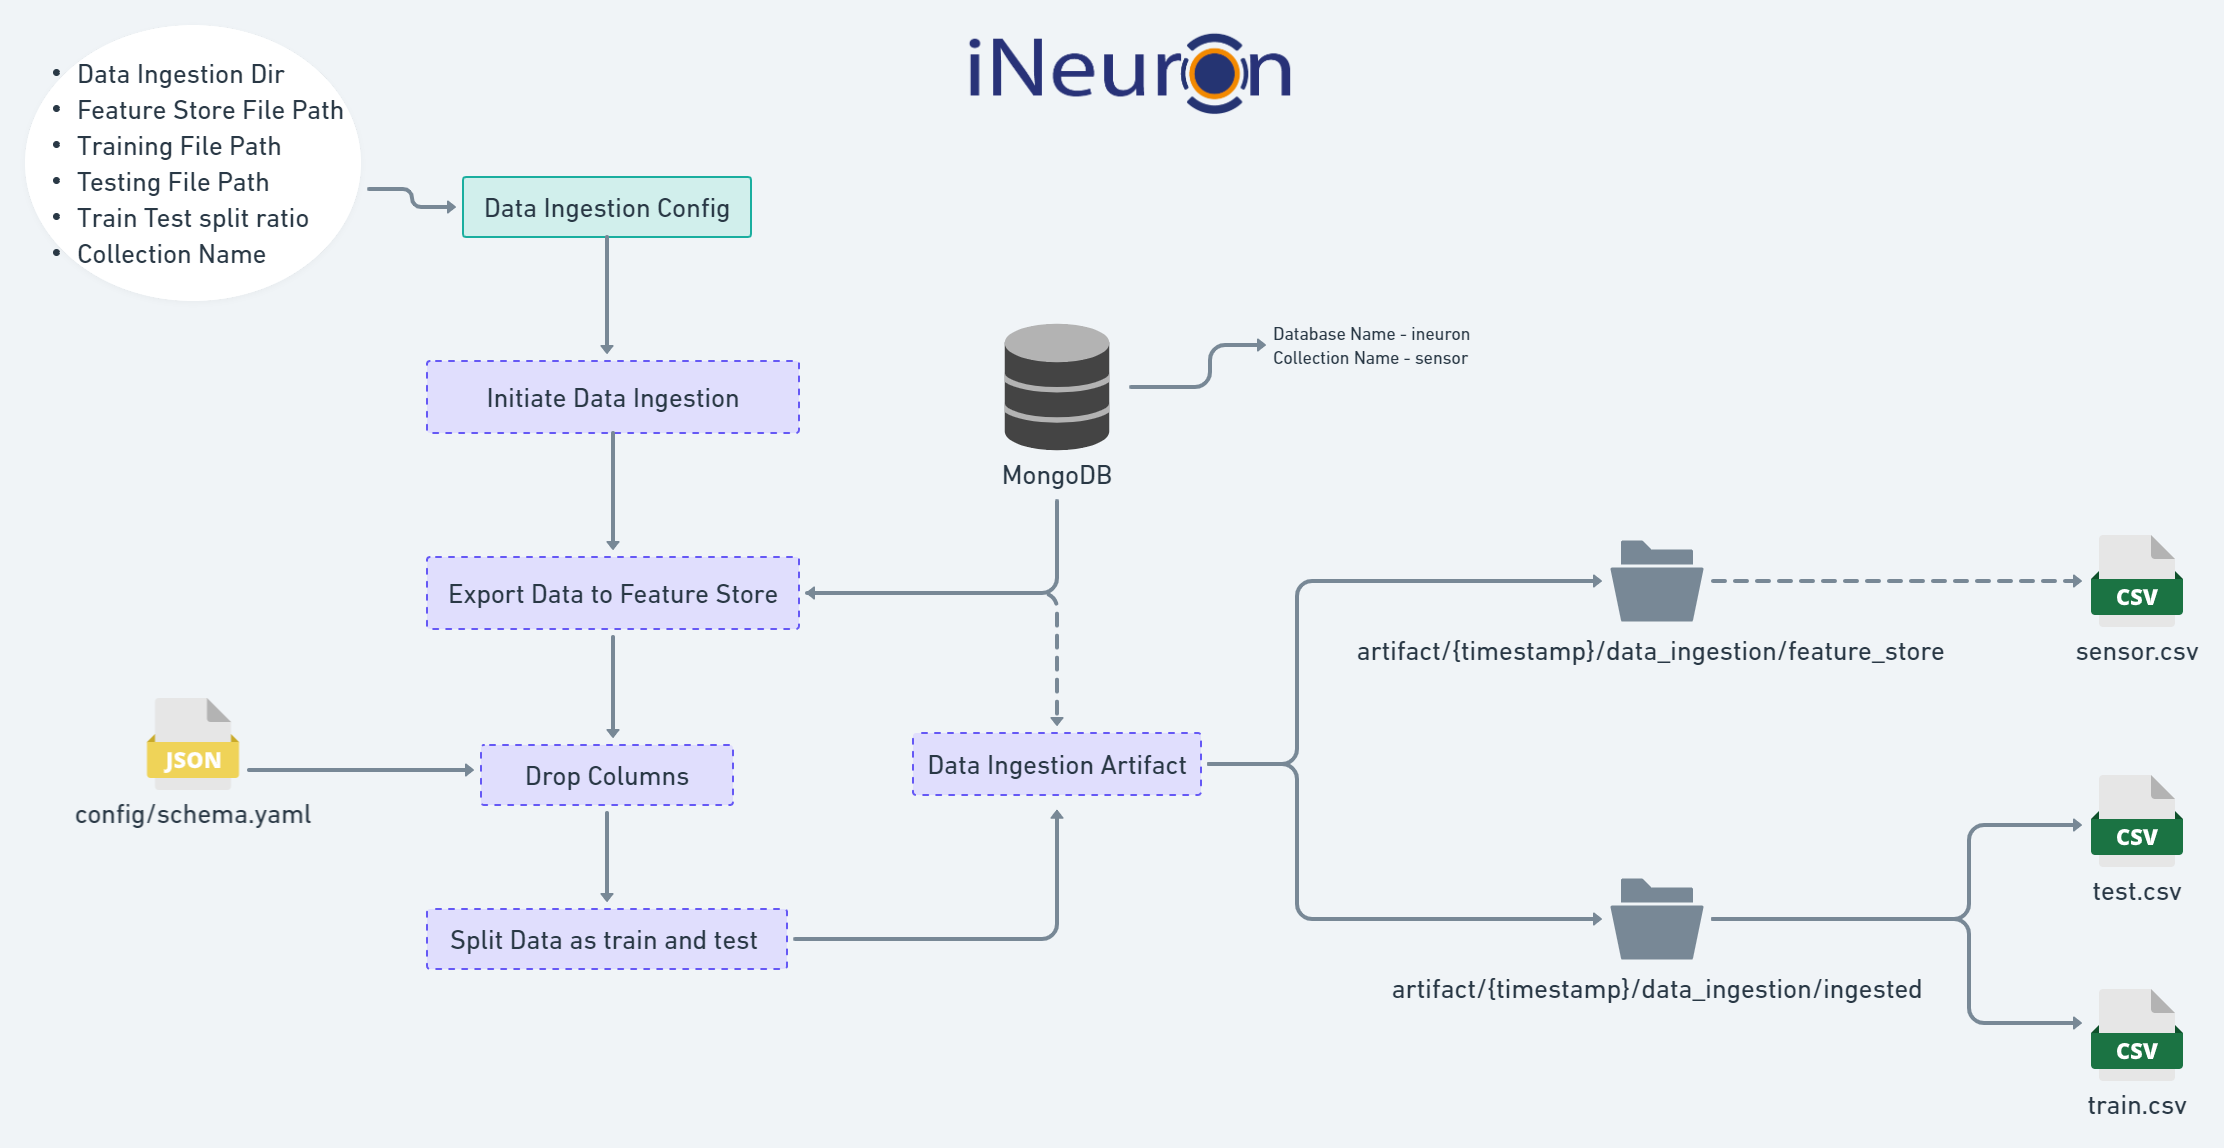 iNeuron
• Data Ingestion Dir
• Feature Store File Path
• Training File Path
• Testing File Path
• Train Test split ratio
• Collection Name
Data Ingestion Config
Initiate Data Ingestion
Database Name - ineuron
Collection Name - sensor
MongoDB
Export Data to Feature Store
CSV
artifact/{timestamp}/data_ingestion/feature_store
sensor.csv
JSON
config/schema.yaml
Drop Columns
Data Ingestion Artifact
CSV
test.csv
Split Data as train and test
artifact/{timestamp}/data_ingestion/ingested
CSV
train.csv